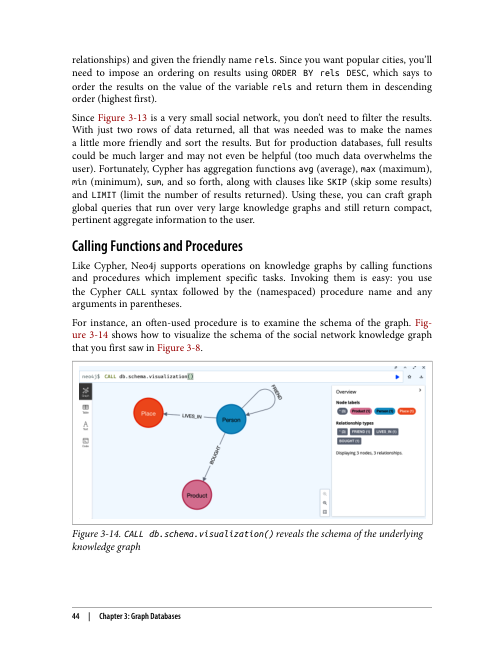 relationships) and given the friendly name rels. Since you want popular cities, you'll
need to impose an ordering on results using ORDER BY rels DESC, which says to
order the results on the value of the variable rels and return them in descending
order (highest first).
Since Figure 3-13 is a very small social network, you don't need to filter the results.
With just two rows of data returned, all that was needed was to make the names
a little more friendly and sort the results. But for production databases, full results
could be much larger and may not even be helpful (too much data overwhelms the
user). Fortunately, Cypher has aggregation functions avg (average), max (maximum),
min (minimum), sum, and so forth, along with clauses like SKIP (skip some results)
and LIMIT (limit the number of results returned). Using these, you can craft graph
global queries that run over very large knowledge graphs and still return compact,
pertinent aggregate information to the user.
Calling Functions and Procedures
Like Cypher, Neo4j supports operations on knowledge graphs by calling functions
and procedures which implement specific tasks. Invoking them is easy: you use
the Cypher CALL syntax followed by the (namespaced) procedure name and any
arguments in parentheses.
For instance, an often-used procedure is to examine the schema of the graph. Fig-
ure 3-14 shows how to visualize the schema of the social network knowledge graph
that you first saw in Figure 3-8.
neo4j$ CALL db.schema.visualization()
Overview
Node labels
Product (1) Person (1) Place (1)
Relationship types
FRIEND (1) LIVES_IN (1)
BOUGHT (1)
Displaying 3 nodes, 3 relationships.
Place
LIVES_IN
Person
FRIEND
BOUGHT
Product
Figure 3-14. CALL db.schema.visualization() reveals the schema of the underlying
knowledge graph
44 | Chapter 3: Graph Databases